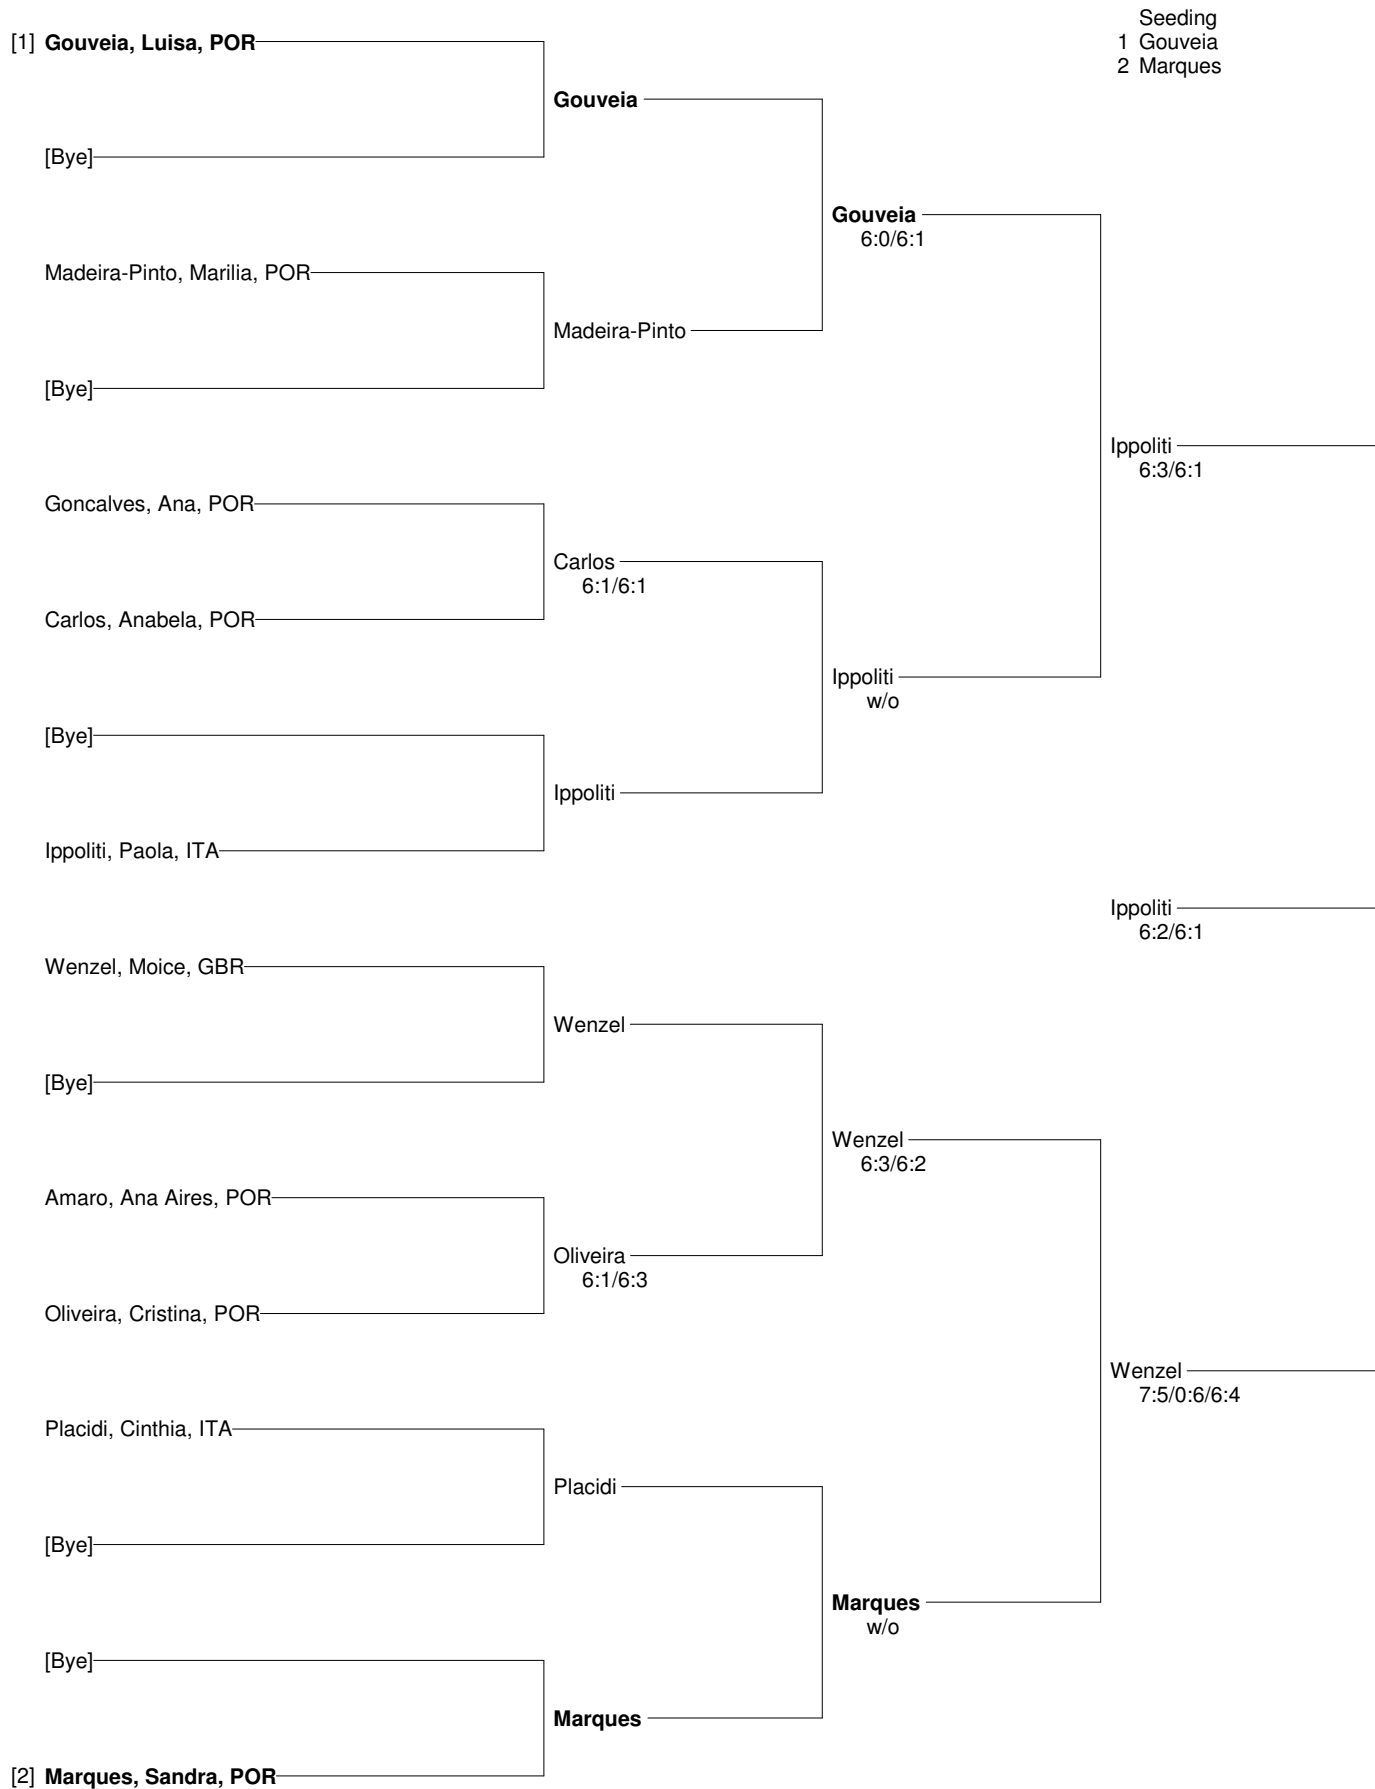 Seeding
1 Gouveia
2 Marques
[1] Gouveia, Luisa, POR
[Bye]
Madeira-Pinto, Marilia, POR
[Bye]
Goncalves, Ana, POR
Carlos, Anabela, POR
[Bye]
Ippoliti, Paola, ITA
Wenzel, Moice, GBR
[Bye]
Amaro, Ana Aires, POR
Oliveira, Cristina, POR
Placidi, Cinthia, ITA
[Bye]
[Bye]
[2] Marques, Sandra, POR
Gouveia
Madeira-Pinto
Carlos
6:1/6:1
Ippoliti
Wenzel
Oliveira
6:1/6:3
Placidi
Marques
Gouveia
6:0/6:1
Ippoliti
w/o
Wenzel
6:3/6:2
Marques
w/o
Ippoliti
6:3/6:1
Ippoliti
6:2/6:1
Wenzel
7:5/0:6/6:4